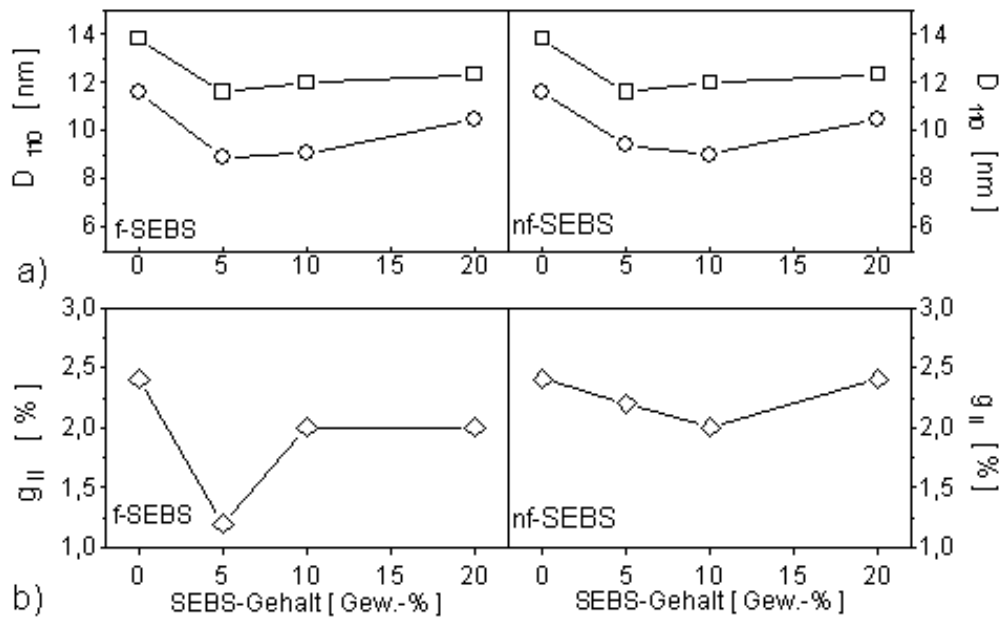 14
12
10
8
6
D 110 [nm]
f-SEBS
nf-SEBS
14
12
10
8
6
D 110 [nm]
0 5 10 15 20
0 5 10 15 20
a)
3,0
2,5
2,0
1,5
1,0
g II [ % ]
f-SEBS
nf-SEBS
3,0
2,5
2,0
1,5
1,0
g II [ % ]
0 5 10 15 20
0 5 10 15 20
b)
SEBS-Gehalt [ Gew.-% ]
SEBS-Gehalt [ Gew.-% ]